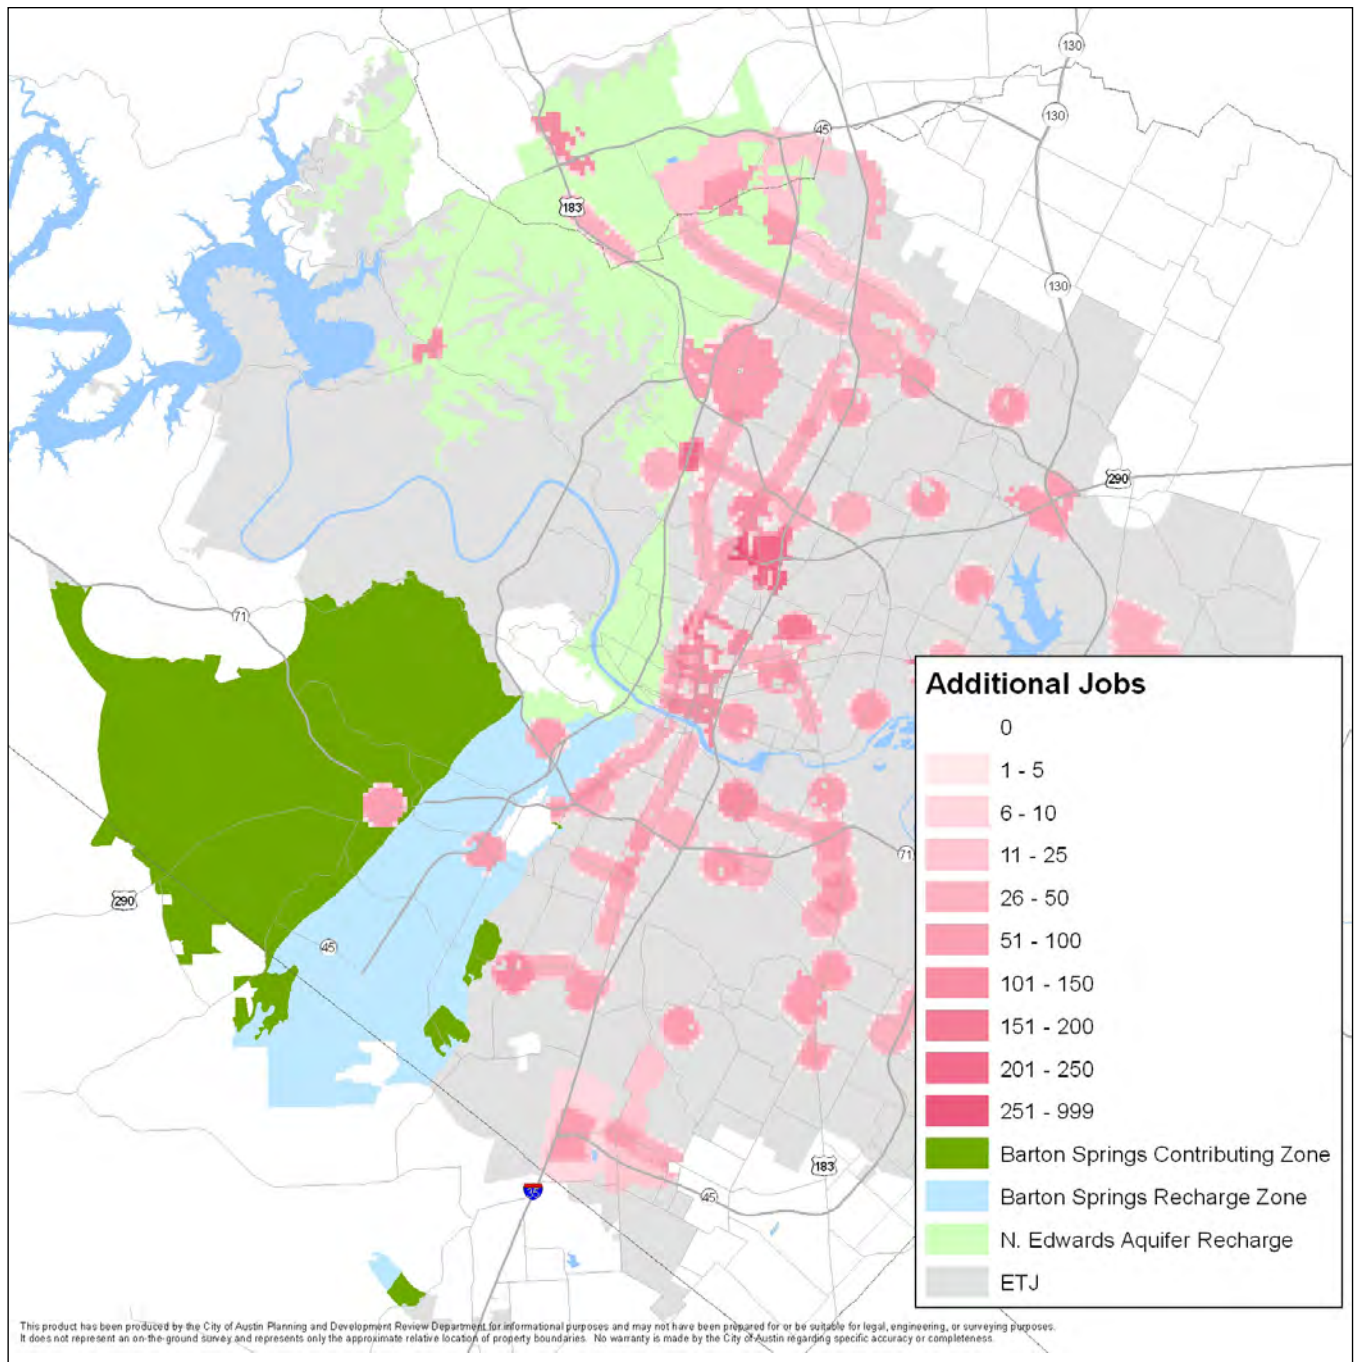 130
130
45
183
130
290
71
Additional Jobs
0
1 - 5
6 - 10
11 - 25
71
26 - 50
290
45
51 - 100
101 - 150
151 - 200
201 - 250
251 - 999
Barton Springs Contributing Zone
183
35
45
Barton Springs Recharge Zone
N. Edwards Aquifer Recharge
ETJ
This product has been produced by the City of Austin Planning and Development Review Department for informational purposes and may not have been prepared for or be suitable for legal, engineering, or surveying purposes.
It does not represent an on-the-ground survey and represents only the approximate relative location of property boundaries. No warranty is made by the City of Austin regarding specific accuracy or completeness.